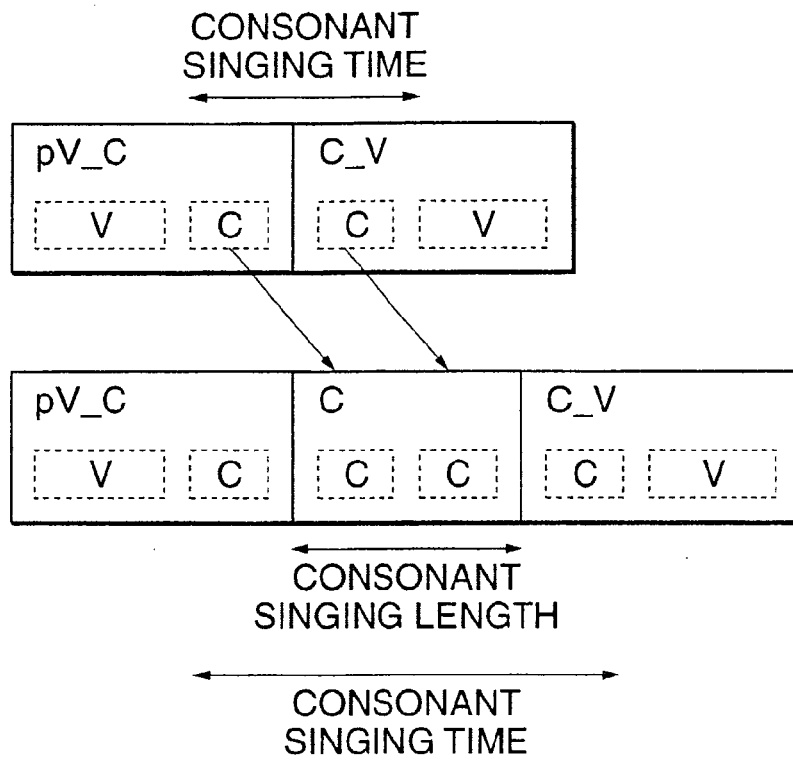 CONSONANT
SINGING TIME
pV_C C_V
V C C V
pV_C C C_V
V C C C C V
CONSONANT
SINGING LENGTH
CONSONANT
SINGING TIME